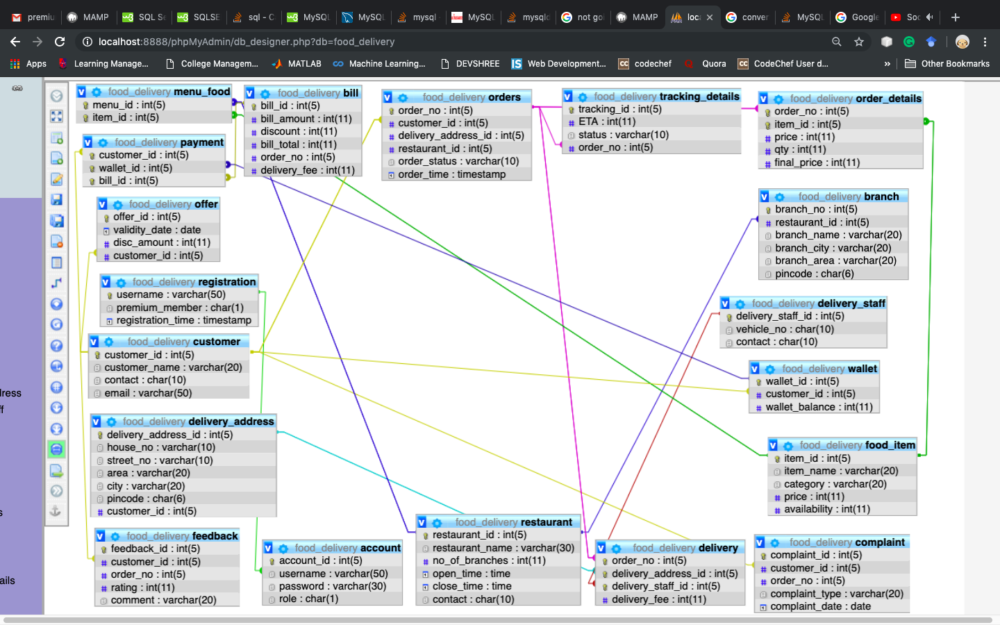 premiu
MAMP
SQL Se
SQLSE
sql - C
MySQL
MySQL
mysql
MySQL
mysqld
not goi
MAMP
loca
conver
MySQL
Google
Soc
localhost:8888/phpMyAdmin/db_designer.php?db=food_delivery
Apps
Learning Manage...
College Managem...
MATLAB
Machine Learning...
DEVSHREE
Web Development...
codechef
Quora
CodeChef User d...
»
Other Bookmarks
dress
ff
s
ails
food_delivery menu_food
menu_id : int(5)
item_id : int(5)
food_delivery bill
bill_id : int(5)
bill_amount : int(11)
discount : int(11)
bill_total : int(11)
order_no : int(5)
delivery_fee : int(11)
food_delivery orders
order_no : int(5)
customer_id : int(5)
delivery_address_id : int(5)
restaurant_id : int(5)
order_status : varchar(10)
order_time : timestamp
food_delivery tracking_details
tracking_id : int(5)
ETA : int(11)
status : varchar(10)
order_no : int(5)
food_delivery order_details
order_no : int(5)
item_id : int(5)
price : int(11)
qty : int(11)
final_price : int(11)
food_delivery payment
customer_id : int(5)
wallet_id : int(5)
bill_id : int(5)
food_delivery offer
offer_id : int(5)
validity_date : date
disc_amount : int(11)
customer_id : int(5)
food_delivery branch
branch_no : int(5)
restaurant_id : int(5)
branch_name : varchar(20)
branch_city : varchar(20)
branch_area : varchar(20)
pincode : char(6)
food_delivery registration
username : varchar(50)
premium_member : char(1)
registration_time : timestamp
food_delivery delivery_staff
delivery_staff_id : int(5)
vehicle_no : char(10)
contact : char(10)
food_delivery customer
customer_id : int(5)
customer_name : varchar(20)
contact : char(10)
email : varchar(50)
food_delivery wallet
wallet_id : int(5)
customer_id : int(5)
wallet_balance : int(11)
food_delivery delivery_address
delivery_address_id : int(5)
house_no : varchar(10)
street_no : varchar(10)
area : varchar(20)
city : varchar(20)
pincode : char(6)
customer_id : int(5)
food_delivery food_item
item_id : int(5)
item_name : varchar(20)
category : varchar(20)
price : int(11)
availability : int(11)
food_delivery feedback
feedback_id : int(5)
customer_id : int(5)
order_no : int(5)
rating : int(11)
comment : varchar(20)
food_delivery account
account_id : int(5)
username : varchar(50)
password : varchar(30)
role : char(1)
food_delivery restaurant
restaurant_id : int(5)
restaurant_name : varchar(30)
no_of_branches : int(11)
open_time : time
close_time : time
contact : char(10)
food_delivery delivery
order_no : int(5)
delivery_address_id : int(5)
delivery_staff_id : int(5)
delivery_fee : int(11)
food_delivery complaint
complaint_id : int(5)
customer_id : int(5)
order_no : int(5)
complaint_type : varchar(20)
complaint_date : date